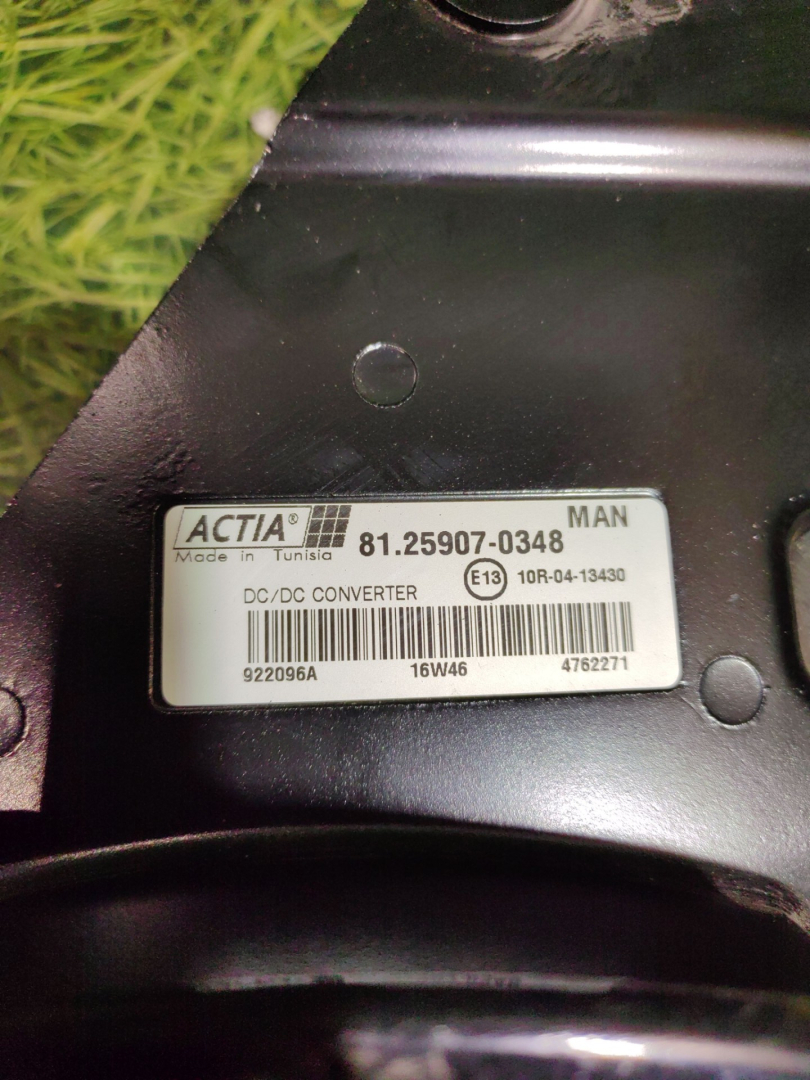 ACTIA®
MAN
Made in Tunisia
81.25907-0348
E13 10R-04-13430
DC/DC CONVERTER
922096A 16W46 4762271